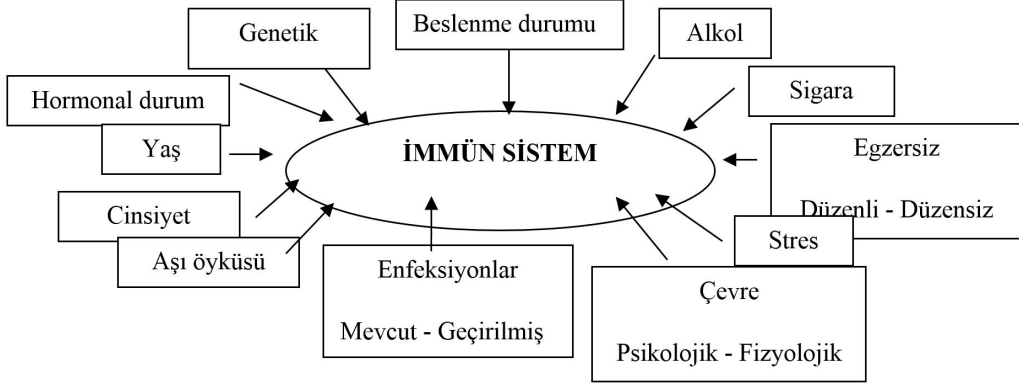 Beslenme durumu
Genetik
Alkol
Hormonal durum
Sigara
Yaş
İMMÜN SİSTEM
Egzersiz
Düzenli - Düzensiz
Cinsiyet
Stres
Aşı öyküsü
Enfeksiyonlar
Mevcut - Geçirilmiş
Çevre
Psikolojik - Fizyolojik